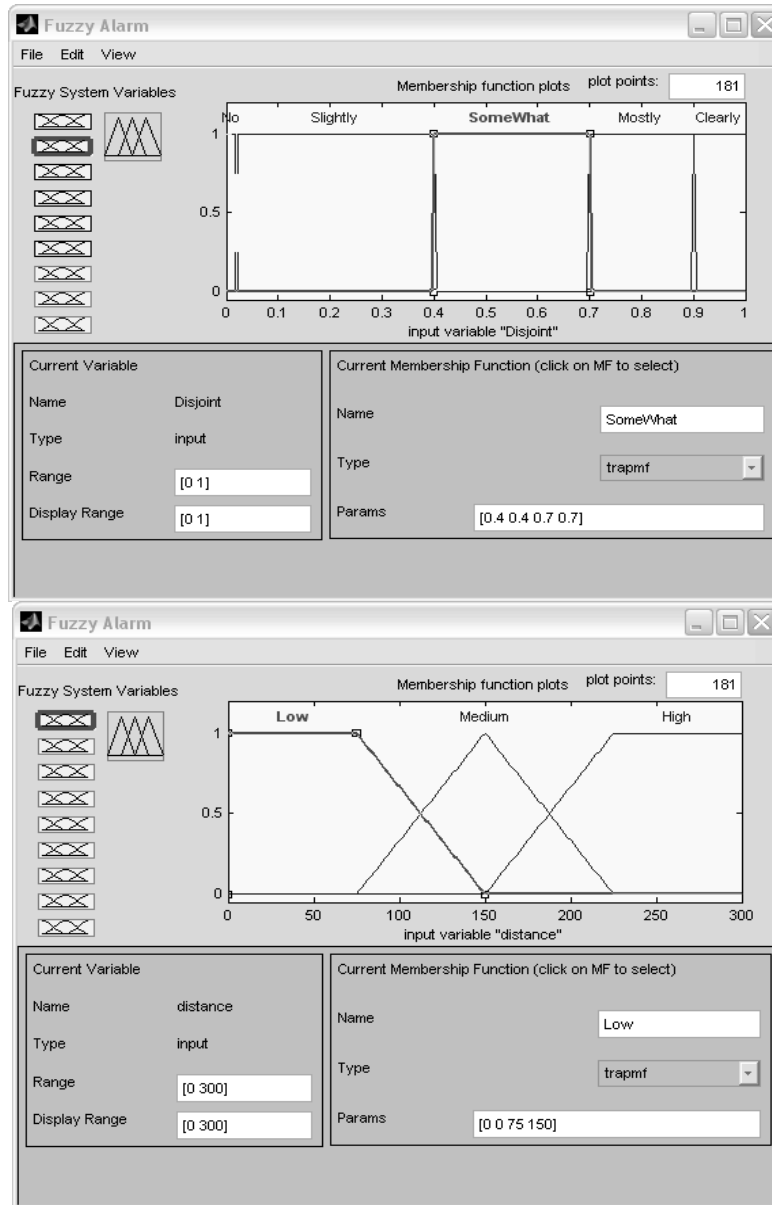 Fuzzy Alarm
File Edit View
Fuzzy System Variables
Membership function plots plot points: 181
No Slightly SomeWhat Mostly Clearly
1
0.5
0
0 0.1 0.2 0.3 0.4 0.5 0.6 0.7 0.8 0.9 1
input variable "Disjoint"
Current Variable
Name Disjoint
Type input
Range [0 1]
Display Range [0 1]
Current Membership Function (click on MF to select)
Name SomeWhat
Type trapmf
Params [0.4 0.4 0.7 0.7]
Fuzzy Alarm
File Edit View
Fuzzy System Variables
Membership function plots plot points: 181
Low Medium High
1
0.5
0
0 50 100 150 200 250 300
input variable "distance"
Current Variable
Name distance
Type input
Range [0 300]
Display Range [0 300]
Current Membership Function (click on MF to select)
Name Low
Type trapmf
Params [0 0 75 150]